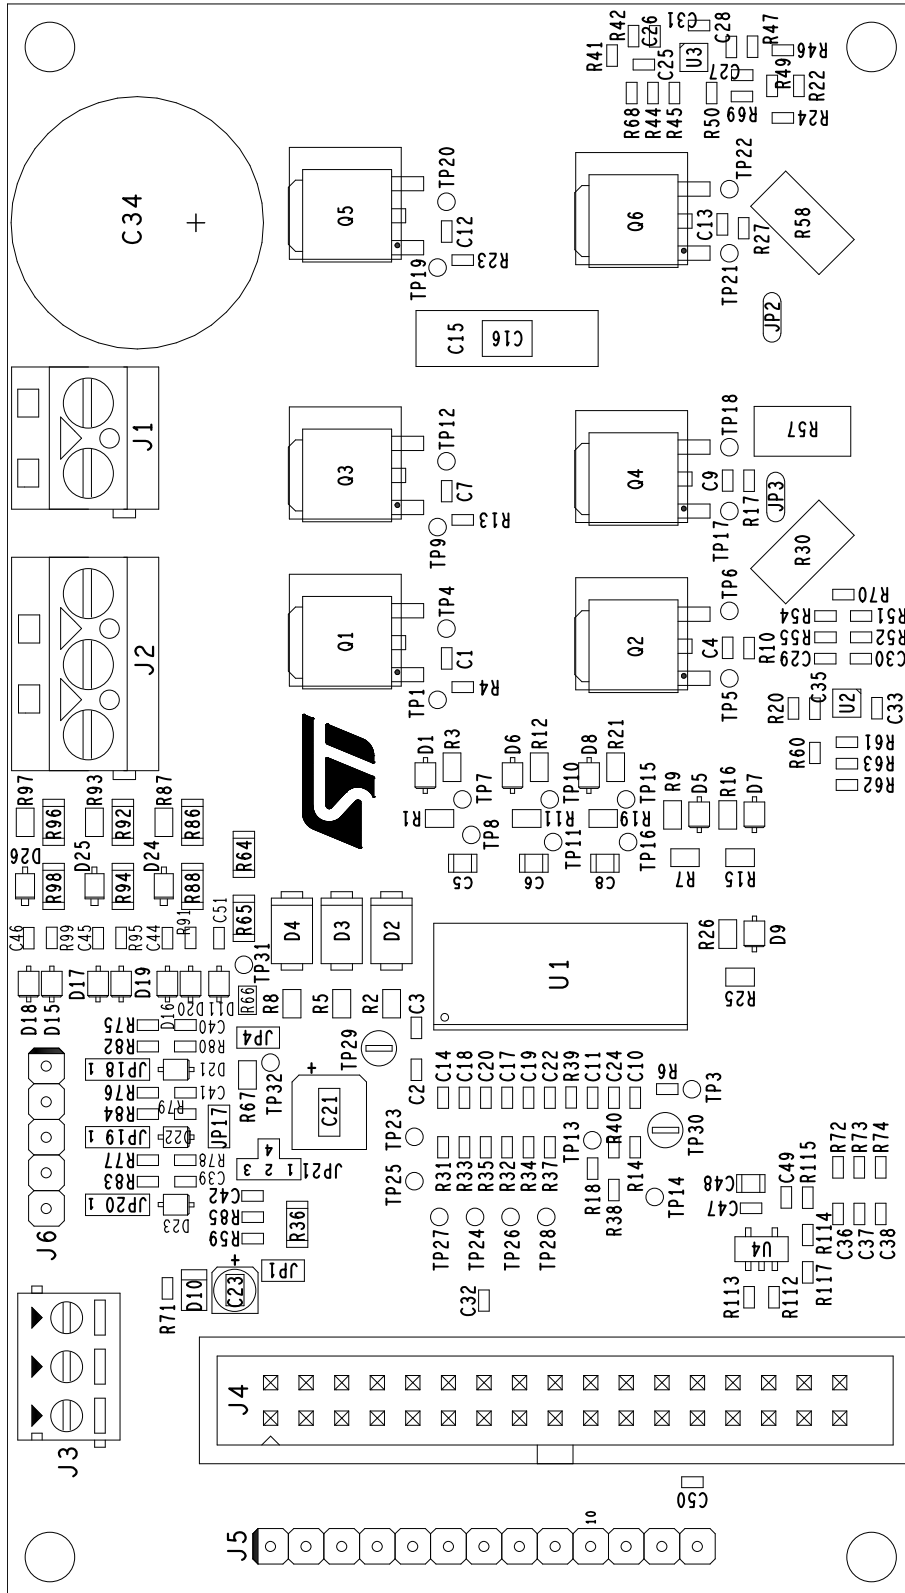 R42
C26
C31
C28
R47
R46
R41
C25
U3
C27
R49
R22
R68
R44
R45
R50
R69
R24
C34
+
Q5
TP20
C12
R23
TP19
Q6
TP22
C13
R27
TP21
R58
JP2
C15
C16
J1
Q3
TP12
C7
R13
TP9
Q4
TP18
C9
R17
TP17
R57
JP3
R30
J2
Q1
TP4
C1
R4
TP1
Q2
TP6
C4
R10
TP5
R70
R54
R51
R55
R52
C29
C30
R20
C35
U2
C33
R60
R61
R63
R62
ST
D1
R3
D6
R12
D8
R21
TP7
TP10
TP15
R1
R11
R19
TP8
TP11
TP16
C5
C6
C8
R9
D5
R16
D7
R7
R15
R97
R96
R93
R92
R87
R86
R64
D26
R98
D25
R94
D24
R88
R65
C46
R99
C45
R95
C44
R91
C51
TP31
D4
D3
D2
U1
R26
D9
R25
D18
D15
D17
D19
D16
D20
D11
R66
R8
R5
R2
C3
R75
C40
R82
R80
JP4
TP29
JP18 1
D21
R67
TP32
C2
R76
C41
R84
R79
JP17
+
C21
JP19 1
D22
R77
R78
R83
C39
JP20 1
D23
4
1 2 3
JP21
C42
R85
R59
R36
TP23
TP25
C14
C18
C20
C17
C19
C22
R39
C11
C24
C10
R6
TP3
TP30
R31
R33
R35
R32
R34
R37
TP13
R40
R18
R14
R38
TP14
TP27
TP24
TP26
TP28
C32
J6
R71
D10
+
C23
JP1
C48
C47
C49
R115
R72
R73
R74
U4
R114
C36
C37
C38
R113
R112
R117
J3
J4
C50
J5
10